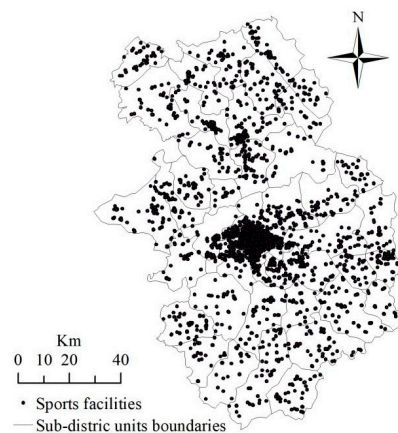 N
Km
0 10 20 40
Sports facilities
Sub-distric units boundaries